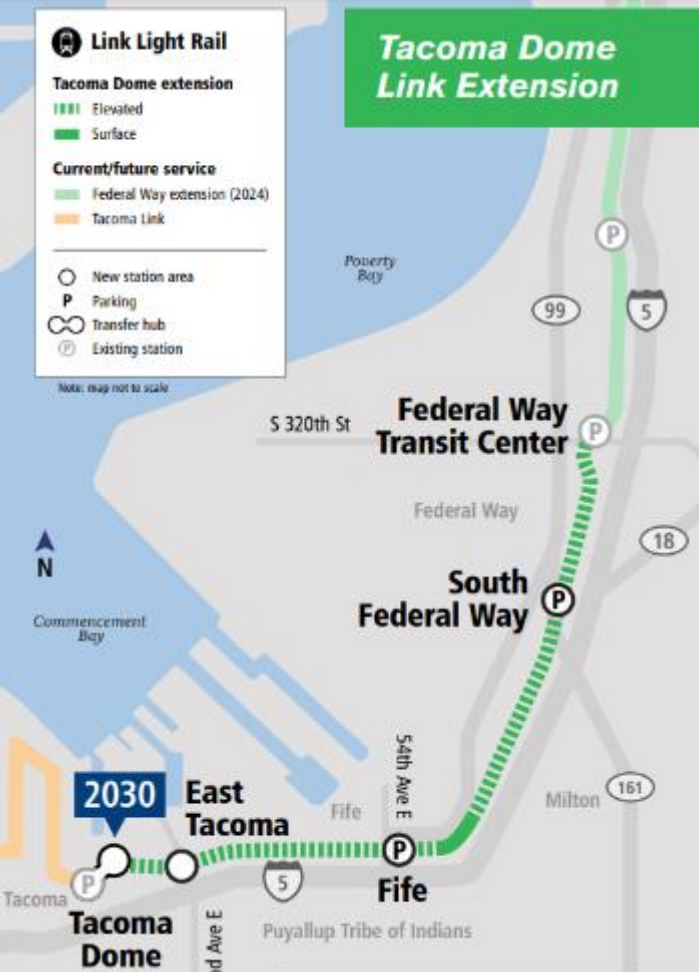 Link Light Rail
Tacoma Dome extension
Elevated
Surface
Current/future service
Federal Way extension (2024)
Tacoma Link
New station area
P Parking
Transfer hub
P Existing station
Note: map not to scale
Tacoma Dome
Link Extension
Poverty
Bay
P
99
5
S 320th St
Federal Way
Transit Center
P
Federal Way
18
N
South
Federal Way
P
Commencement
Bay
54th Ave E
2030
East
Tacoma
Fife
Milton
161
P
Fife
5
P
Tacoma
Tacoma
Dome
Ave E
Puyallup Tribe of Indians